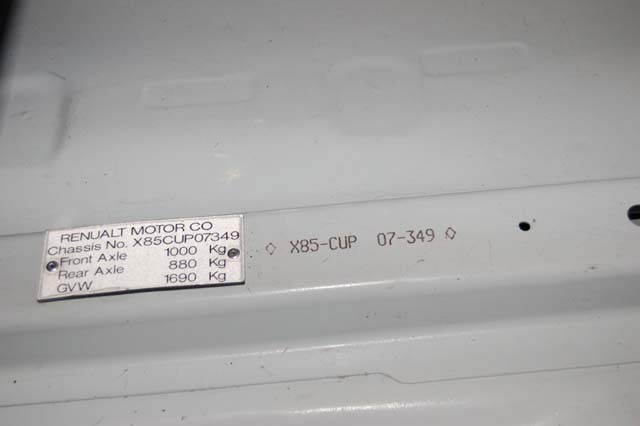 RENUALT MOTOR CO
Chassis No. X85CUP07349
Front Axle 1000 Kg
Rear Axle 880 Kg
GVW 1690 Kg
◇ X85-CUP 07-349 ◇